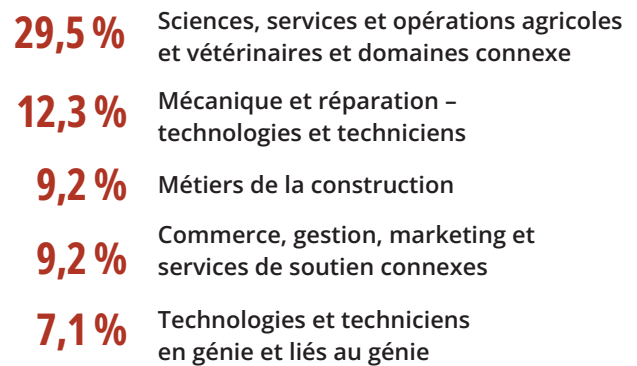 29,5 % Sciences, services et opérations agricoles
et vétérinaires et domaines connexe
12,3 % Mécanique et réparation –
technologies et techniciens
9,2 % Métiers de la construction
9,2 % Commerce, gestion, marketing et
services de soutien connexes
7,1 % Technologies et techniciens
en génie et liés au génie